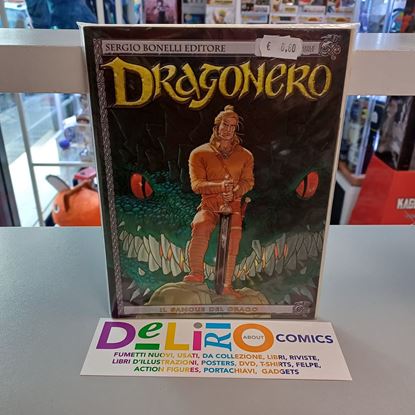 SERGIO BONELLI EDITORE
€ 0,60
DRAGONERO
IL SANGUE DEL DRAGO
DeLiRiO ABOUT COMICS
FUMETTI NUOVI, USATI, DA COLLEZIONE, LIBRI, RIVISTE,
LIBRI D'ILLUSTRAZIONI, POSTERS, DVD, T-SHIRTS, FELPE,
ACTION FIGURES, PORTACHIAVI, GADGETS